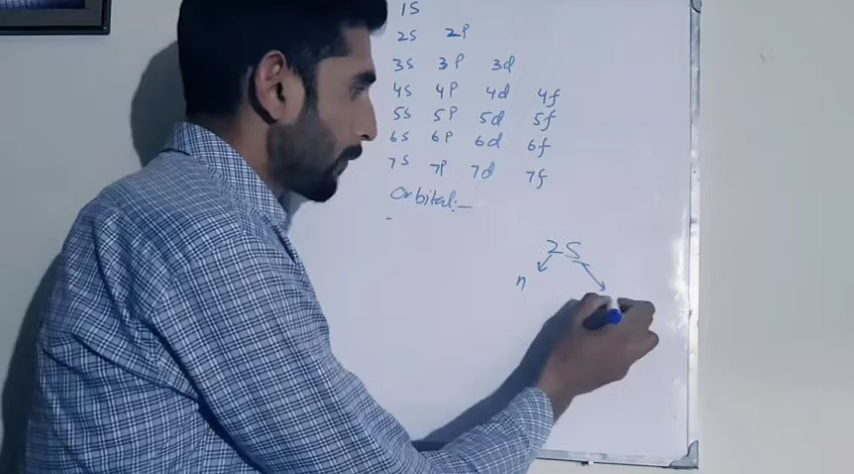 1S
2S 2P
3S 3P 3d
4S 4P 4d 4f
5S 5P 5d 5f
6S 6P 6d 6f
7S 7P 7d 7f
Orbital:-
2S
n